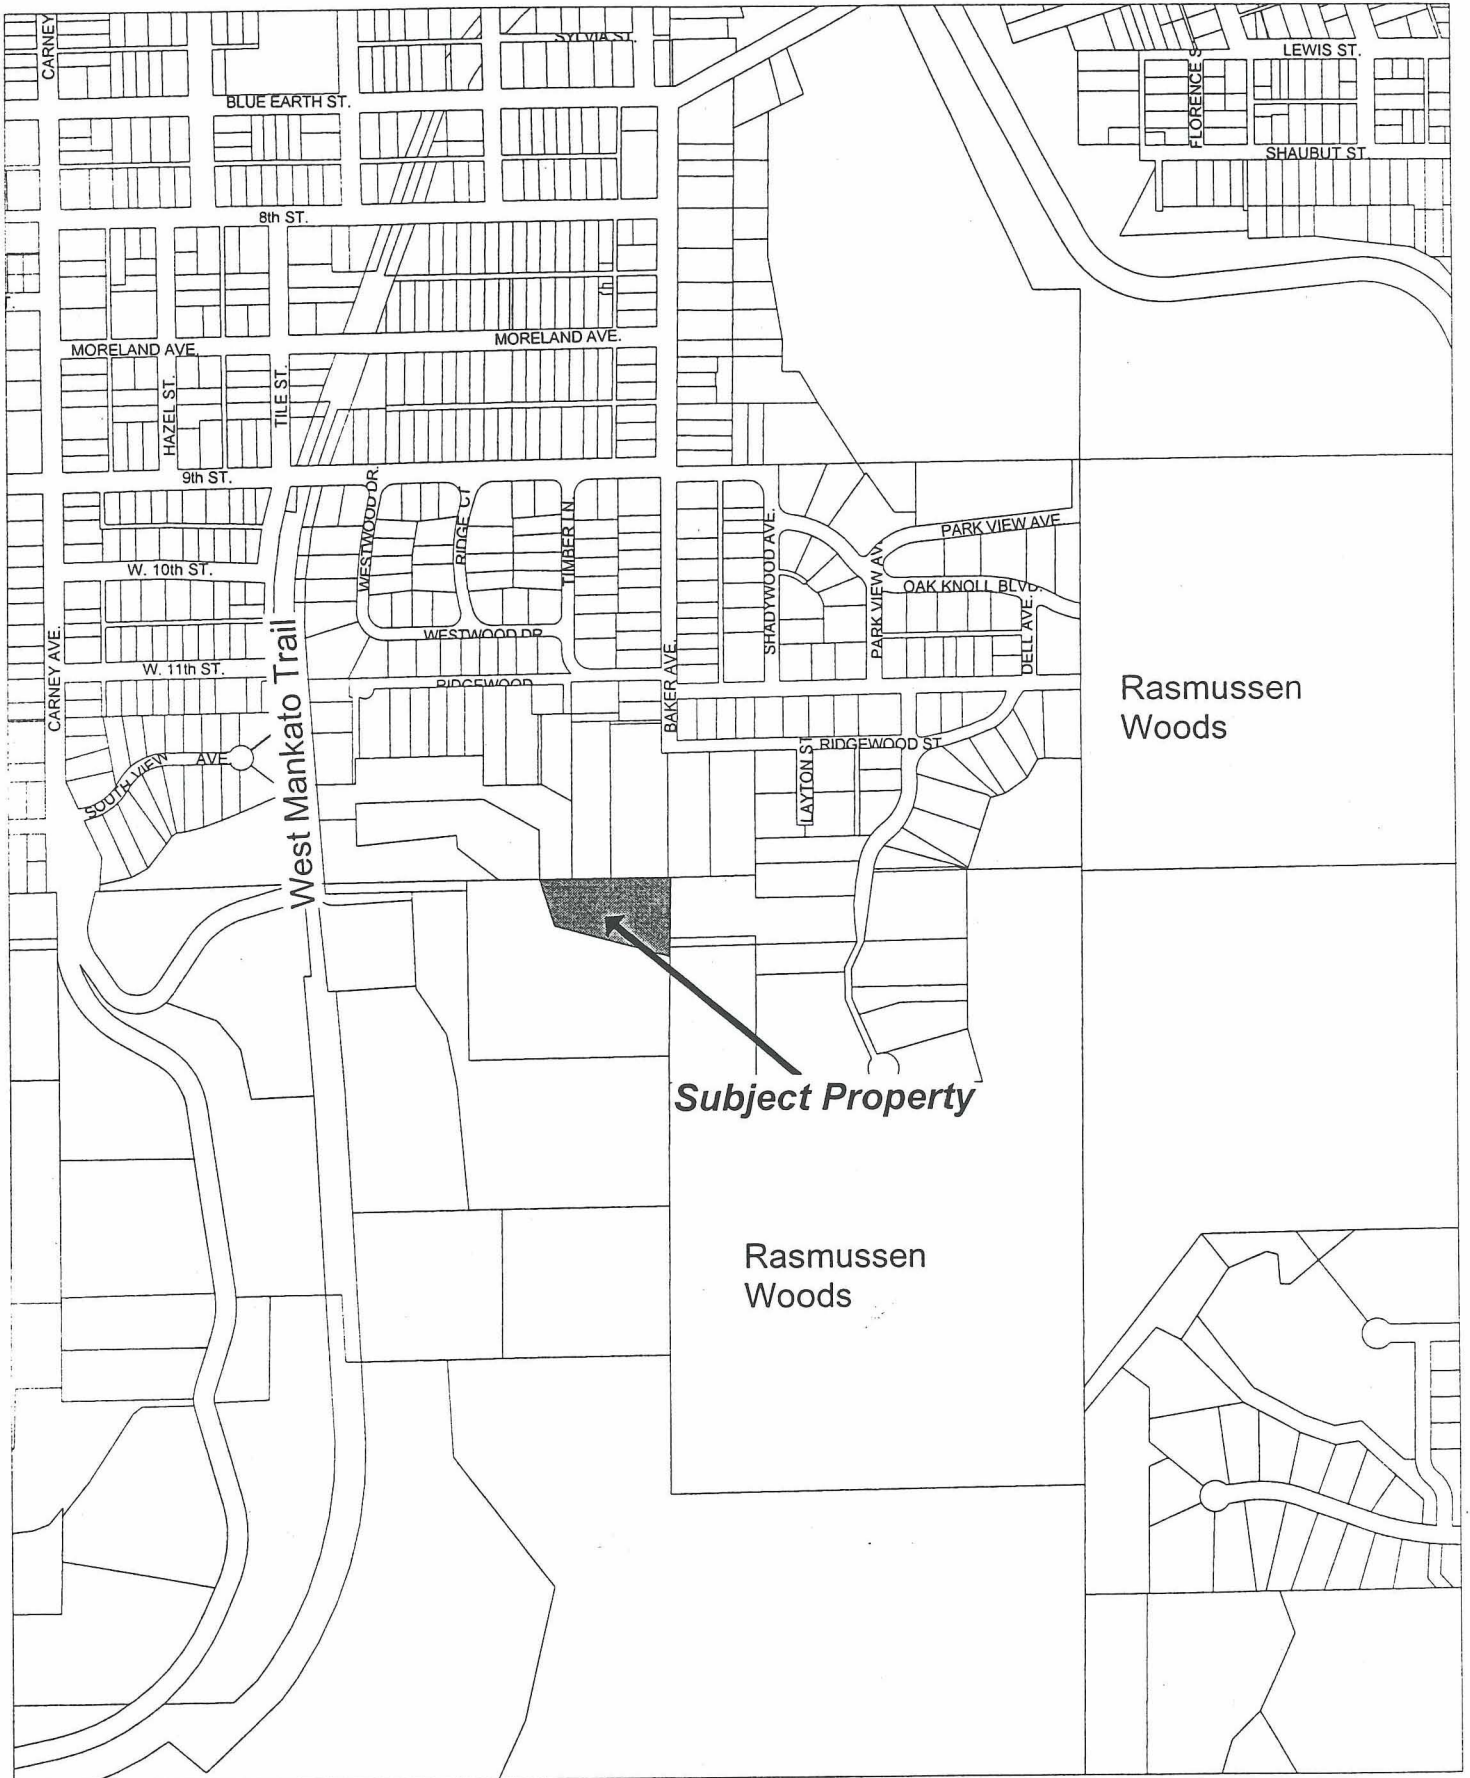 CARNEY
SYLVIA ST.
LEWIS ST.
FLORENCE S
BLUE EARTH ST.
SHAUBUT ST.
8th ST.
MORELAND AVE.
MORELAND AVE.
HAZEL ST.
TILE ST.
9th ST.
WESTWOOD DR.
RIDGE CT
TIMBER LN.
SHADYWOOD AVE.
PARK VIEW AVE
PARK VIEW AV
OAK KNOLL BLVD.
DELL AVE.
W. 10th ST.
WESTWOOD DR
W. 11th ST.
CARNEY AVE.
West Mankato Trail
RIDGEWOOD
BAKER AVE.
SOUTH VIEW AVE
LAYTON ST
RIDGEWOOD ST
Rasmussen
Woods
Subject Property
Rasmussen
Woods